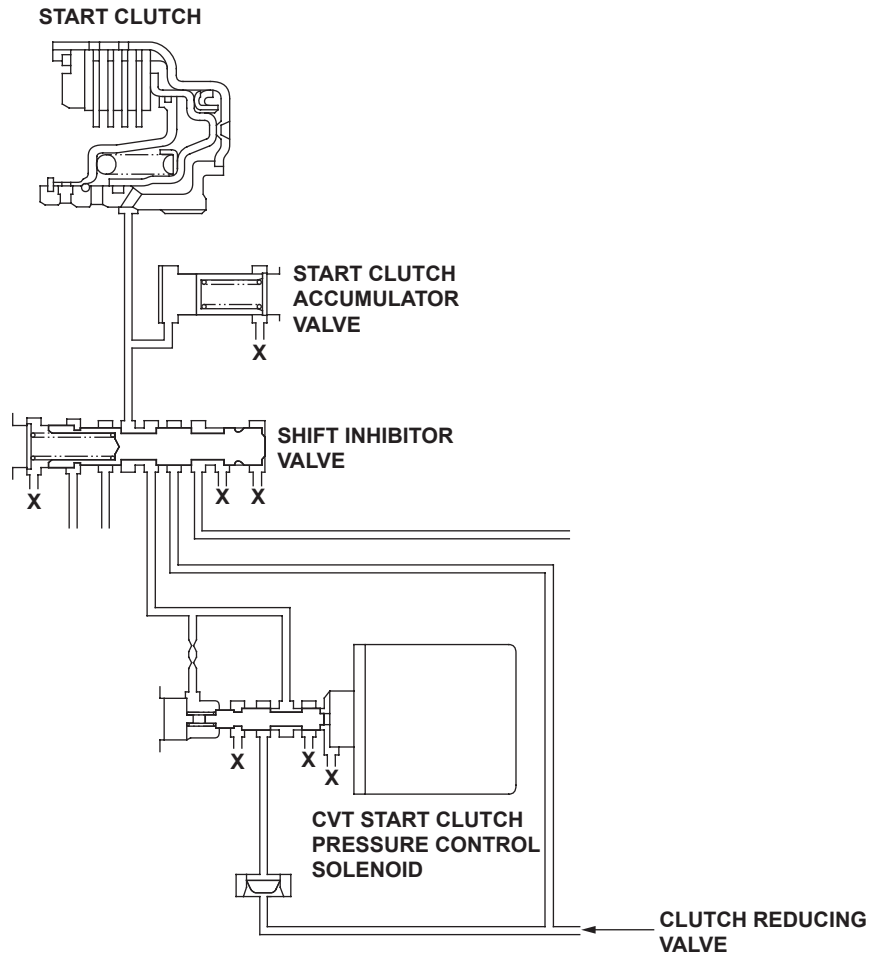 START CLUTCH
START CLUTCH
ACCUMULATOR
VALVE
X
SHIFT INHIBITOR
VALVE
X
X
X
X
X
X
CVT START CLUTCH
PRESSURE CONTROL
SOLENOID
CLUTCH REDUCING
VALVE